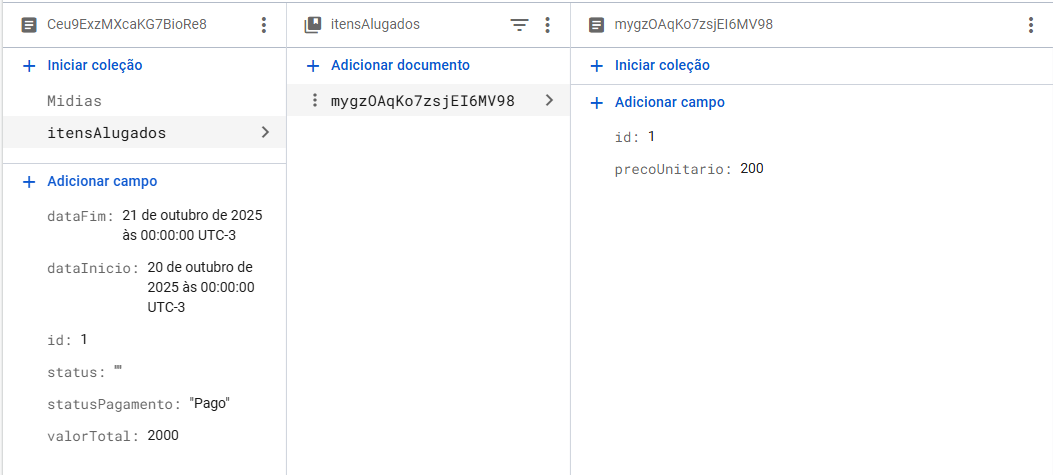 Ceu9ExzMXcaKG7BioRe8
Iniciar coleção
Midias
itensAlugados
Adicionar campo
dataFim: 21 de outubro de 2025
às 00:00:00 UTC-3
dataInicio: 20 de outubro de
2025 às 00:00:00
UTC-3
id: 1
status: ""
statusPagamento: "Pago"
valorTotal: 2000
itensAlugados
Adicionar documento
mygzOAqKo7zsjEI6MV98
mygzOAqKo7zsjEI6MV98
Iniciar coleção
Adicionar campo
id: 1
precoUnitario: 200